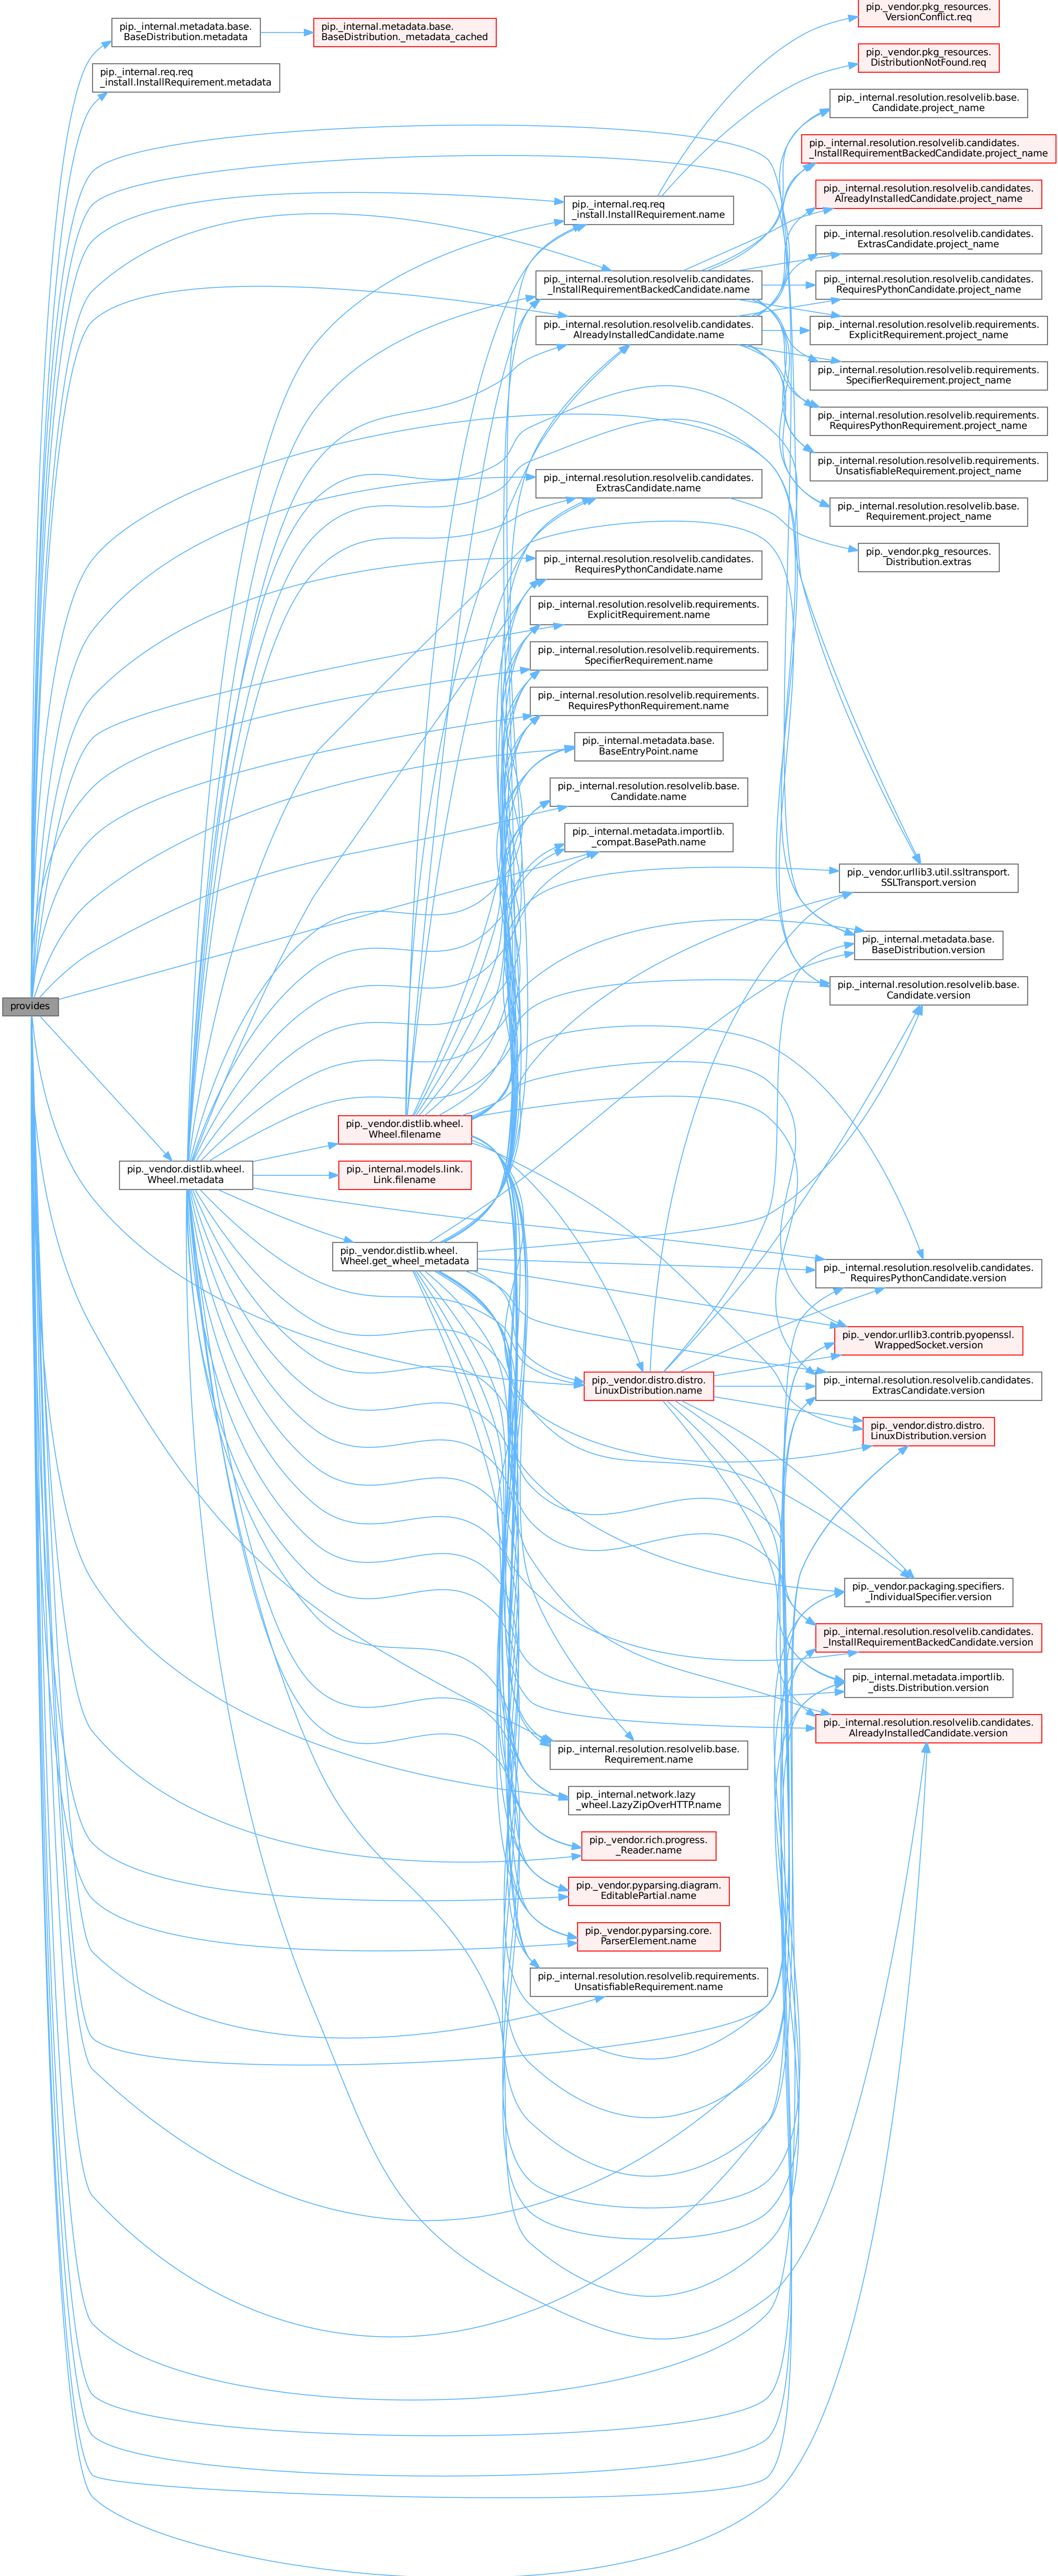 provides
pip._internal.metadata.base.
BaseDistribution.metadata
pip._internal.req.req
_install.InstallRequirement.metadata
pip._vendor.distlib.wheel.
Wheel.metadata
pip._internal.metadata.base.
BaseDistribution._metadata_cached
pip._vendor.distlib.wheel.
Wheel.filename
pip._internal.models.link.
Link.filename
pip._vendor.distlib.wheel.
Wheel.get_wheel_metadata
pip._internal.req.req
_install.InstallRequirement.name
pip._internal.resolution.resolvelib.candidates.
_InstallRequirementBackedCandidate.name
pip._internal.resolution.resolvelib.candidates.
AlreadyInstalledCandidate.name
pip._internal.resolution.resolvelib.candidates.
ExtrasCandidate.name
pip._internal.resolution.resolvelib.candidates.
RequiresPythonCandidate.name
pip._internal.resolution.resolvelib.requirements.
ExplicitRequirement.name
pip._internal.resolution.resolvelib.requirements.
SpecifierRequirement.name
pip._internal.resolution.resolvelib.requirements.
RequiresPythonRequirement.name
pip._internal.metadata.base.
BaseEntryPoint.name
pip._internal.resolution.resolvelib.base.
Candidate.name
pip._internal.metadata.importlib.
_compat.BasePath.name
pip._vendor.distro.distro.
LinuxDistribution.name
pip._internal.resolution.resolvelib.base.
Requirement.name
pip._internal.network.lazy
_wheel.LazyZipOverHTTP.name
pip._vendor.rich.progress.
_Reader.name
pip._vendor.pyparsing.diagram.
EditablePartial.name
pip._vendor.pyparsing.core.
ParserElement.name
pip._internal.resolution.resolvelib.requirements.
UnsatisfiableRequirement.name
pip._vendor.pkg_resources.
VersionConflict.req
pip._vendor.pkg_resources.
DistributionNotFound.req
pip._internal.resolution.resolvelib.base.
Candidate.project_name
pip._internal.resolution.resolvelib.candidates.
_InstallRequirementBackedCandidate.project_name
pip._internal.resolution.resolvelib.candidates.
AlreadyInstalledCandidate.project_name
pip._internal.resolution.resolvelib.candidates.
ExtrasCandidate.project_name
pip._internal.resolution.resolvelib.candidates.
RequiresPythonCandidate.project_name
pip._internal.resolution.resolvelib.requirements.
ExplicitRequirement.project_name
pip._internal.resolution.resolvelib.requirements.
SpecifierRequirement.project_name
pip._internal.resolution.resolvelib.requirements.
RequiresPythonRequirement.project_name
pip._internal.resolution.resolvelib.requirements.
UnsatisfiableRequirement.project_name
pip._internal.resolution.resolvelib.base.
Requirement.project_name
pip._vendor.pkg_resources.
Distribution.extras
pip._vendor.urllib3.util.ssltransport.
SSLTransport.version
pip._internal.metadata.base.
BaseDistribution.version
pip._internal.resolution.resolvelib.base.
Candidate.version
pip._internal.resolution.resolvelib.candidates.
RequiresPythonCandidate.version
pip._vendor.urllib3.contrib.pyopenssl.
WrappedSocket.version
pip._internal.resolution.resolvelib.candidates.
ExtrasCandidate.version
pip._vendor.distro.distro.
LinuxDistribution.version
pip._vendor.packaging.specifiers.
_IndividualSpecifier.version
pip._internal.resolution.resolvelib.candidates.
_InstallRequirementBackedCandidate.version
pip._internal.metadata.importlib.
_dists.Distribution.version
pip._internal.resolution.resolvelib.candidates.
AlreadyInstalledCandidate.version